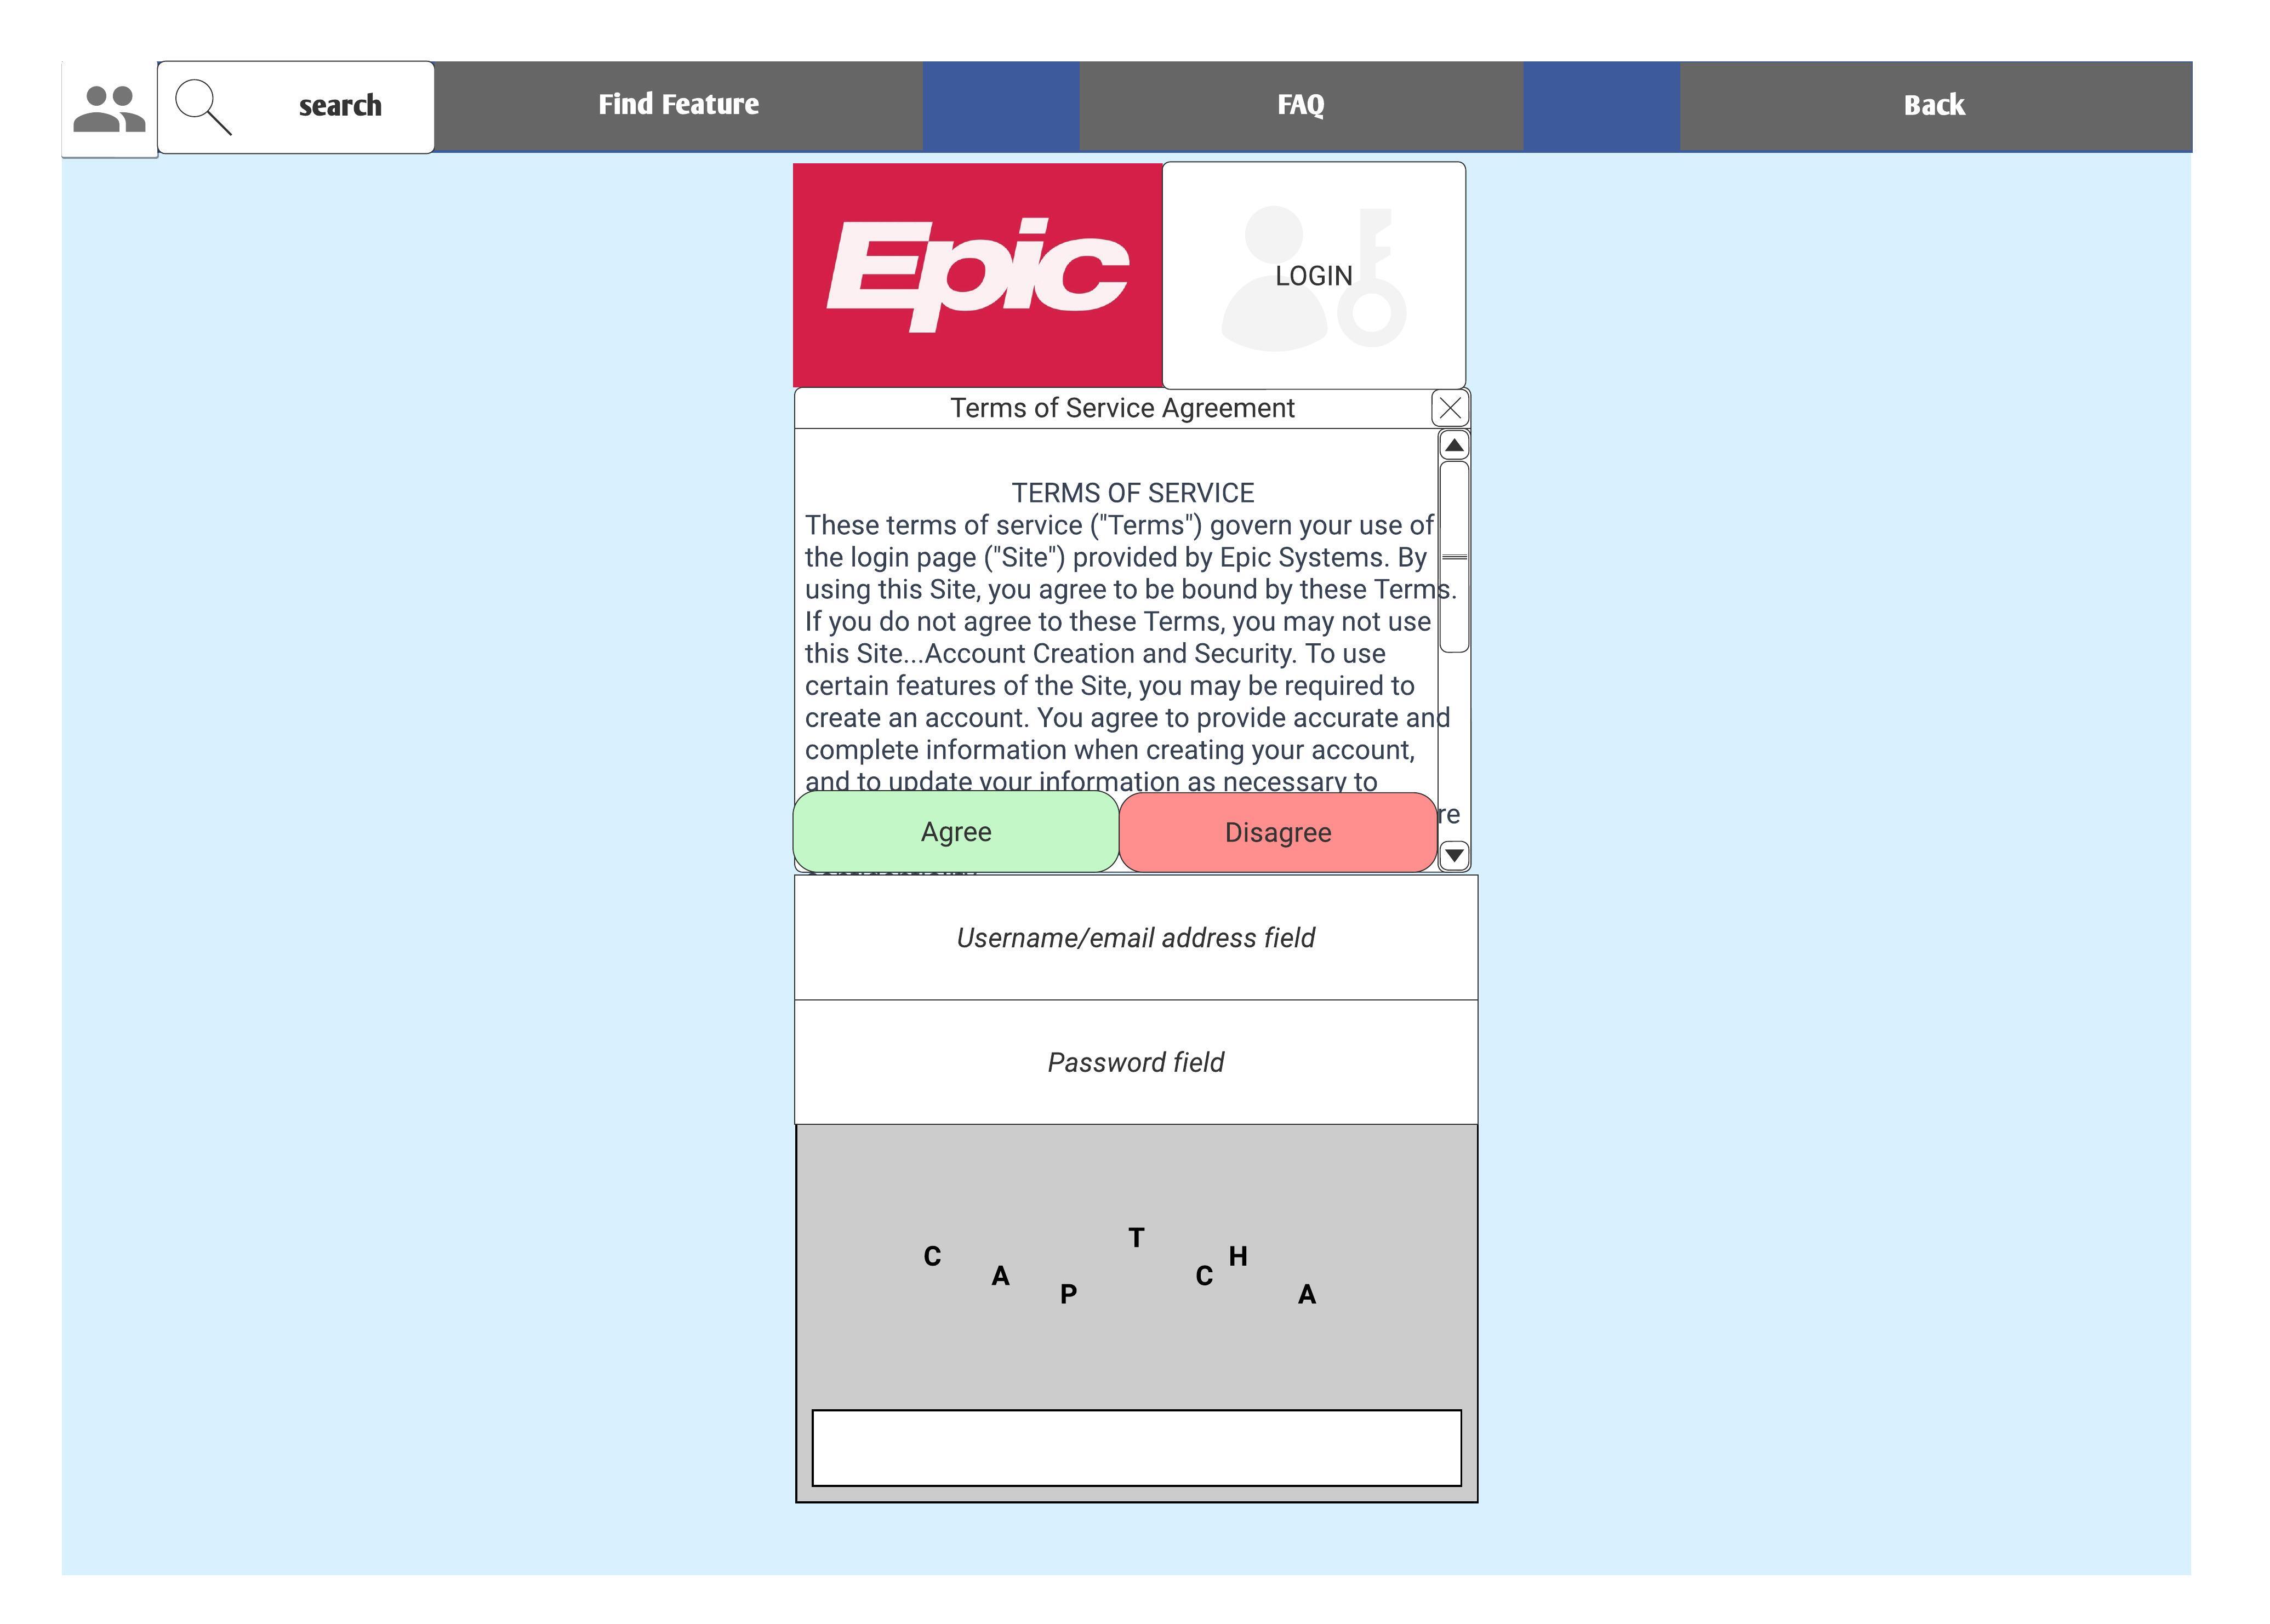 search
Find Feature
FAQ
Back
Epic
LOGIN
Terms of Service Agreement
TERMS OF SERVICE
These terms of service ("Terms") govern your use of
the login page ("Site") provided by Epic Systems. By
using this Site, you agree to be bound by these Terms.
If you do not agree to these Terms, you may not use
this Site...Account Creation and Security. To use
certain features of the Site, you may be required to
create an account. You agree to provide accurate and
complete information when creating your account,
and to update your information as necessary to
re
Agree
Disagree
Username/email address field
Password field
C A P T C H A